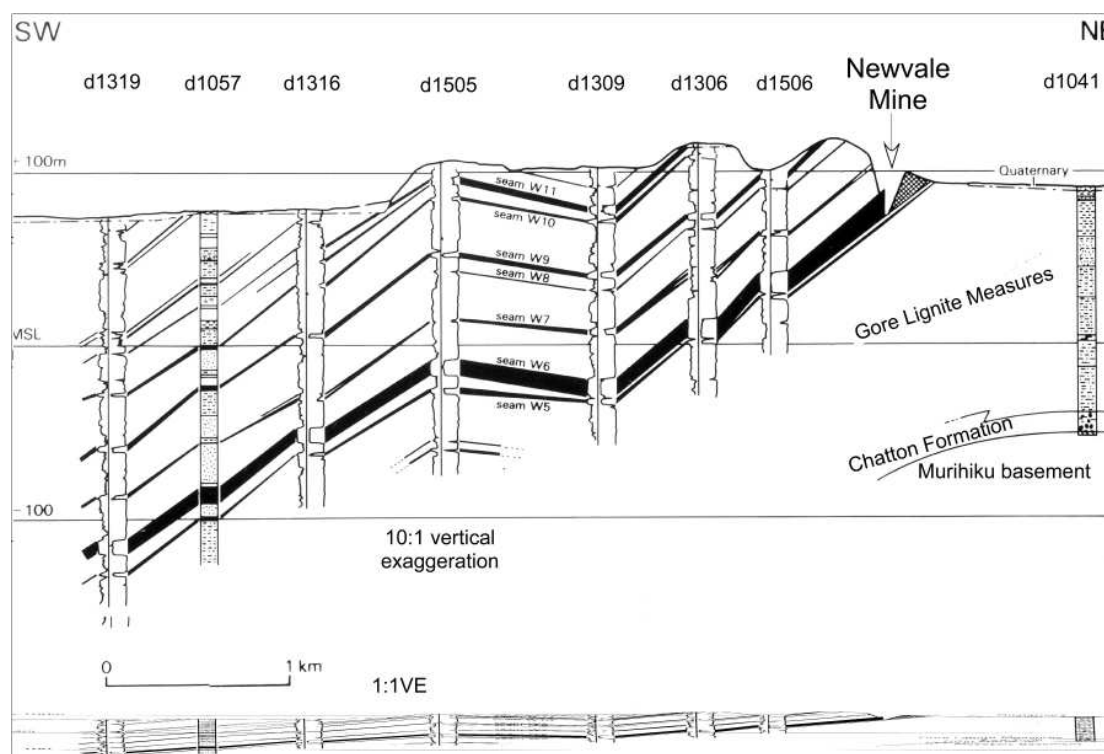 SW
NE
d1319
d1057
d1316
d1505
d1309
d1306
d1506
Newvale
Mine
d1041
+ 100m
Quaternary
seam W11
seam W10
seam W9
seam W8
seam W7
seam W6
seam W5
MSL
Gore Lignite Measures
Chatton Formation
Murihiku basement
-100
10:1 vertical
exaggeration
0
1 km
1:1VE